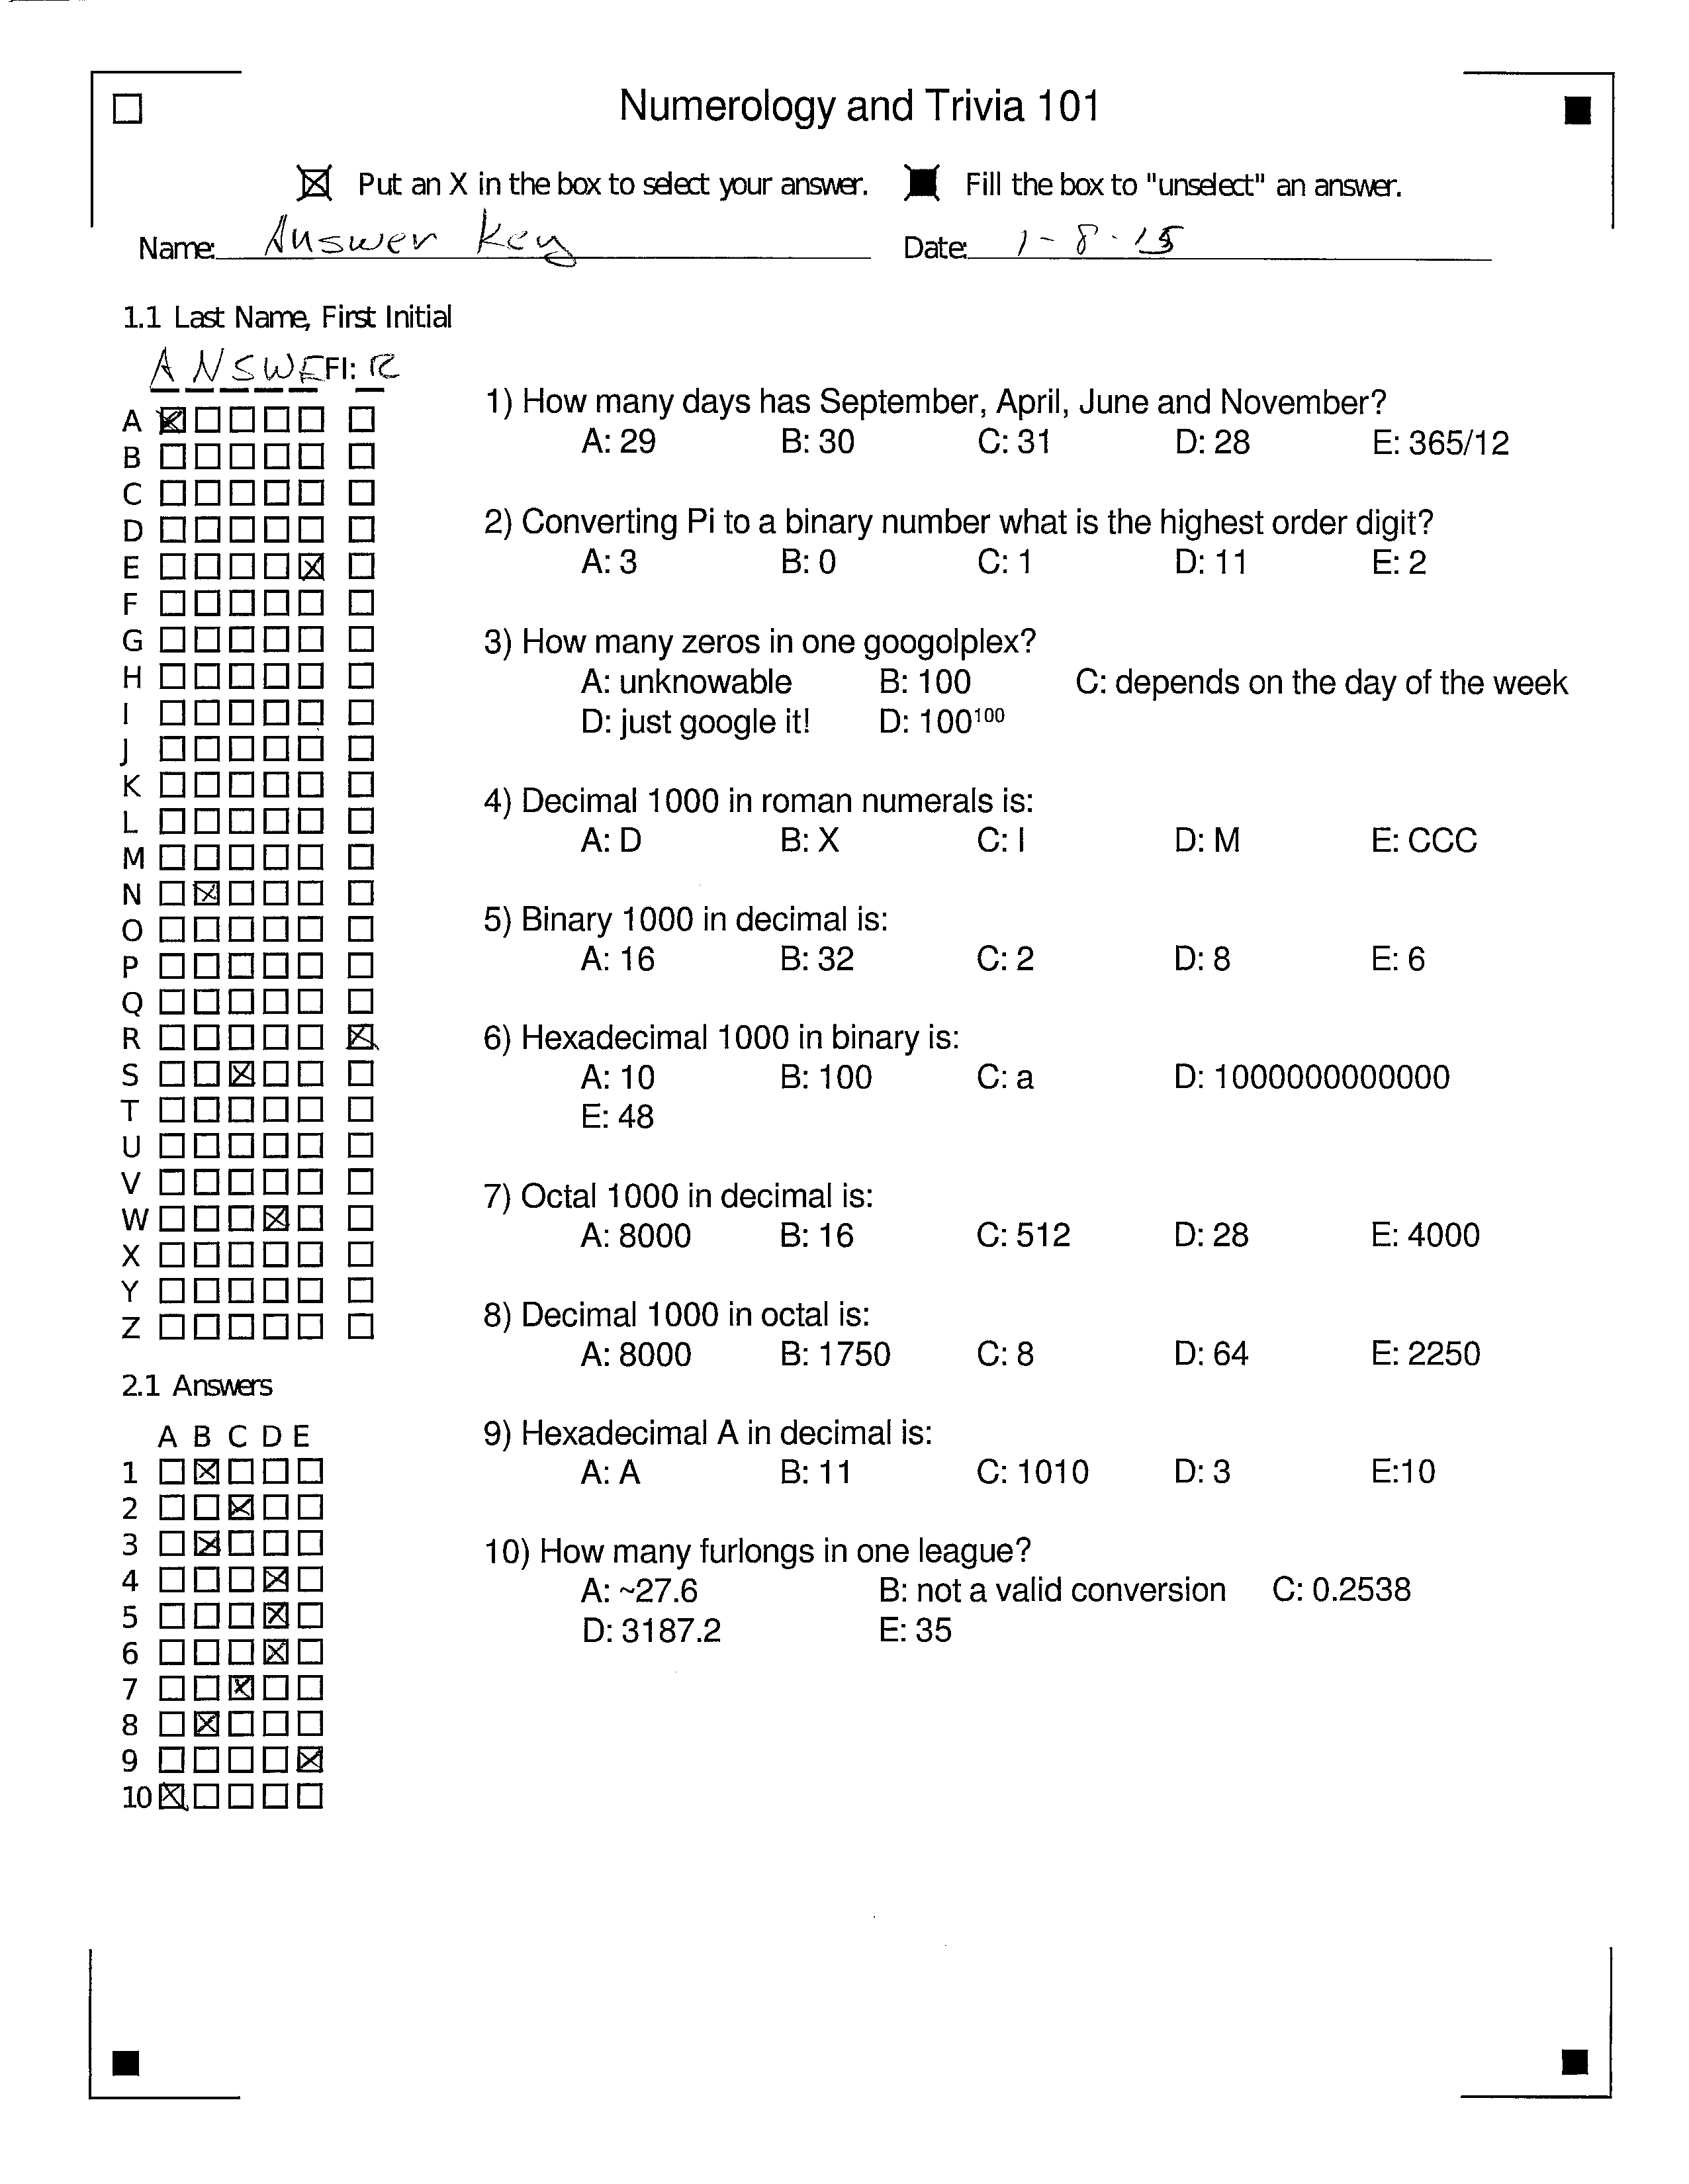 Numerology and Trivia 101
Put an X in the box to select your answer. Fill the box to "unselect" an answer.
Name: Answer Key Date: 1-8-15
1.1 Last Name, First Initial
A N S W E FI: R
A
B
C
D
E
F
G
H
I
J
K
L
M
N
O
P
Q
R
S
T
U
V
W
X
Y
Z
2.1 Answers
A B C D E
1
2
3
4
5
6
7
8
9
10
1) How many days has September, April, June and November?
A: 29 B: 30 C: 31 D: 28 E: 365/12
2) Converting Pi to a binary number what is the highest order digit?
A: 3 B: 0 C: 1 D: 11 E: 2
3) How many zeros in one googolplex?
A: unknowable B: 100 C: depends on the day of the week
D: just google it! D: 100¹⁰⁰
4) Decimal 1000 in roman numerals is:
A: D B: X C: I D: M E: CCC
5) Binary 1000 in decimal is:
A: 16 B: 32 C: 2 D: 8 E: 6
6) Hexadecimal 1000 in binary is:
A: 10 B: 100 C: a D: 1000000000000
E: 48
7) Octal 1000 in decimal is:
A: 8000 B: 16 C: 512 D: 28 E: 4000
8) Decimal 1000 in octal is:
A: 8000 B: 1750 C: 8 D: 64 E: 2250
9) Hexadecimal A in decimal is:
A: A B: 11 C: 1010 D: 3 E:10
10) How many furlongs in one league?
A: ~27.6 B: not a valid conversion C: 0.2538
D: 3187.2 E: 35